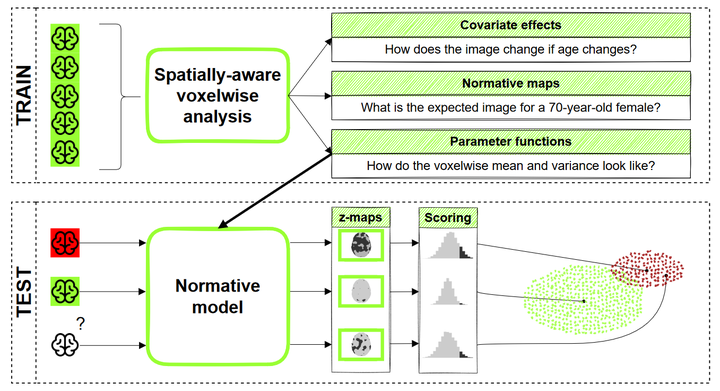 TRAIN
Spatially-aware
voxelwise
analysis
Covariate effects
How does the image change if age changes?
Normative maps
What is the expected image for a 70-year-old female?
Parameter functions
How do the voxelwise mean and variance look like?
TEST
?
Normative
model
z-maps
Scoring